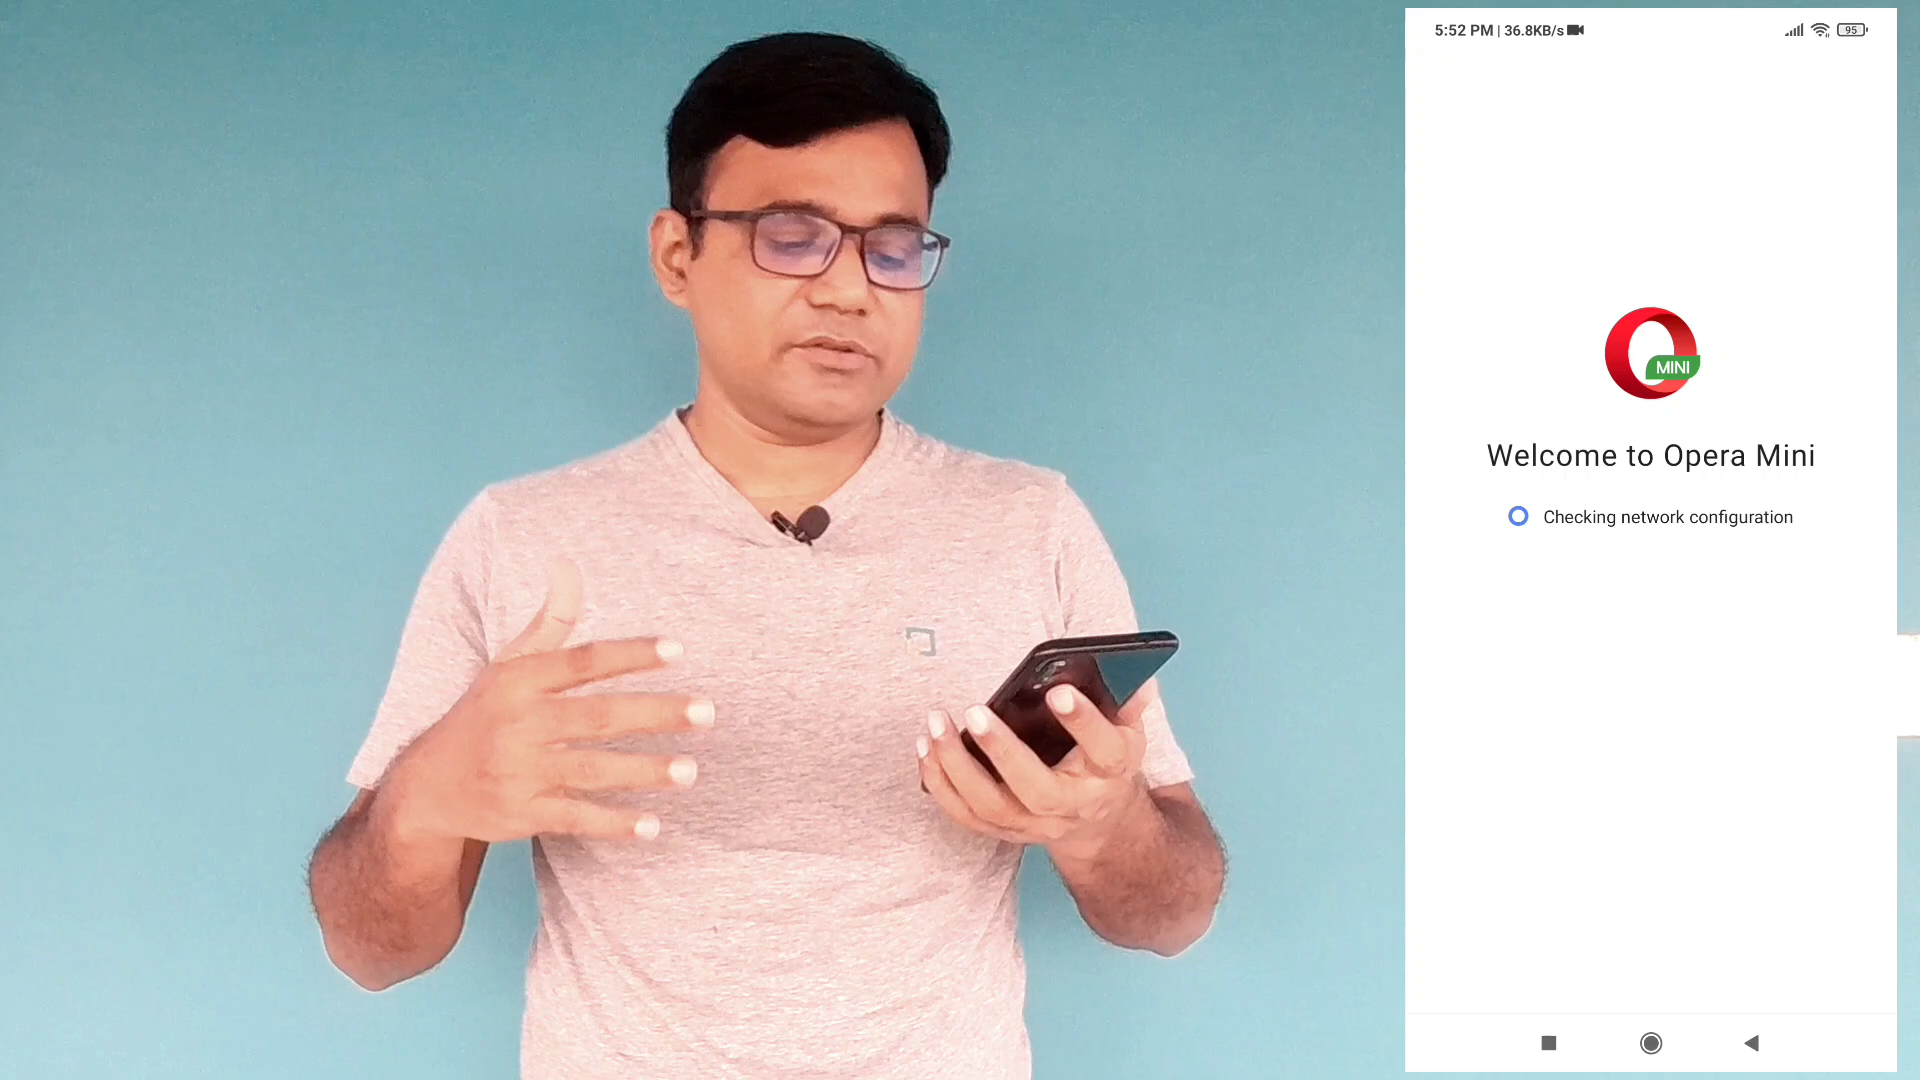 5:52 PM | 36.8KB/s
95
MINI
Welcome to Opera Mini
Checking network configuration